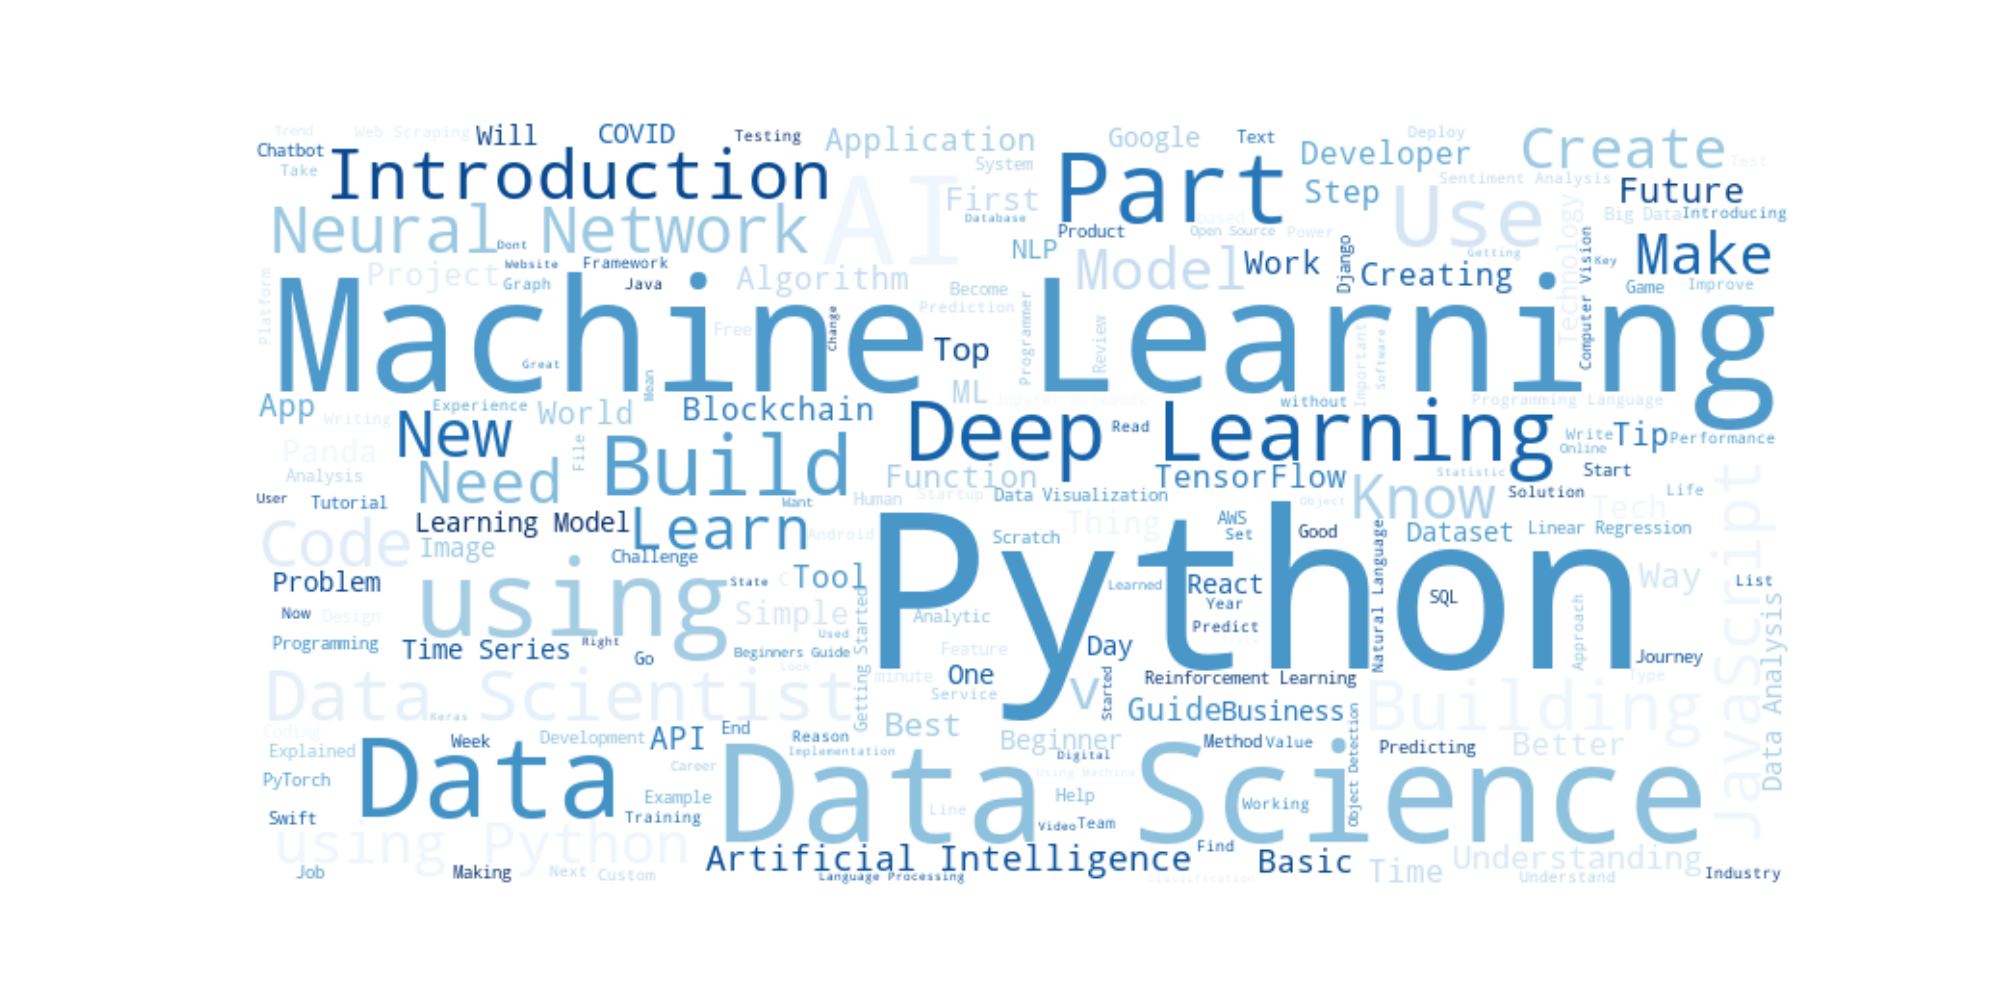 Trend
Web Scraping
Will
COVID
Testing
Application
Google
Text
Deploy
Create
Chatbot
Take
Introduction
AI
System
First
Database
Part
Developer
Step
Sentiment Analysis
Test
Use
Future
Big Data
Introducing
Neural Network
Dont
Product
based
Open Source
Power
Technology
NLP
Website
Framework
Project
Graph
Java
Algorithm
Become
Prediction
Model
Work
Django
Creating
Getting
Computer Vision
Key
Make
Game
Improve
Platform
Machine Learning
Free
Change
Great
Mean
Top
Programmer
Review
Important
Software
ML
Jupyter Notebook
without
Programming Language
App
Writing
Experience
World
Blockchain
New
Deep Learning
Read
Write
Online
Tip
Performance
Panda
Analysis
Need
File
Build
Function
TensorFlow
Statistic
Start
User
Tutorial
Want
Human
Startup
Data Visualization
Object
Know
Solution
Tech
Life
JavaScript
Code
Learning Model
Learn
Android
Scratch
Thing
AWS
Set
Good
Natural Language
Dataset
Linear Regression
Image
Challenge
Problem
using
State
C
Tool
Python
Learned
React
Year
SQL
Way
List
Now
Design
Simple
Analytic
Predict
Approach
Data Analysis
Programming
Time Series
Right
Go
Used
Beginners Guide
Look
Getting Started
Feature
Day
Journey
Data Scientist
Keras
minute
One
Service
V
Started
Reinforcement Learning
Building
Type
Best
Guide
Business
Coding
Explained
Week
Development
API
End
Reason
Implementation
Beginner
Digital
Method
Value
Object Detection
Predicting
Better
PyTorch
Data
Career
Data Science
Using Machine
Example
Line
Help
Working
Swift
Training
Video
Team
using Python
Artificial Intelligence
Find
Basic
Time
Understanding
Job
Making
Next
Custom
Language Processing
Classification
Understand
Industry